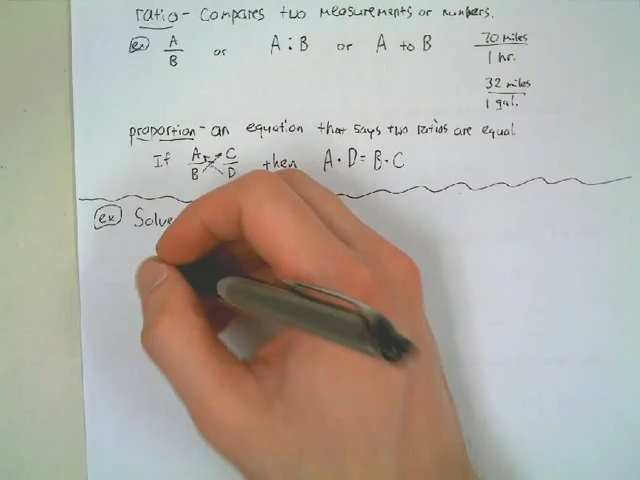 ratio - compares two measurements or numbers.
ex A/B or A : B or A to B 70 miles/1 hr.
32 miles/1 gal.
proportion - an equation that says two ratios are equal
If A/B C/D then A · D = B · C
ex Solve